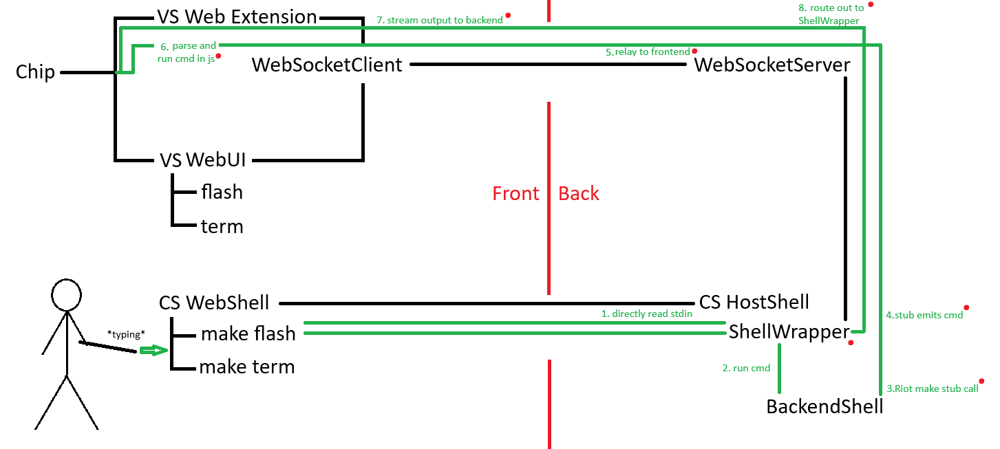 VS Web Extension
7. stream output to backend
8. route out to
ShellWrapper
6. parse and
run cmd in js
5.relay to frontend
Chip
WebSocketClient
WebSocketServer
VS WebUI
flash
term
Front
Back
CS WebShell
CS HostShell
1. directly read stdin
4.stub emits cmd
*typing*
make flash
ShellWrapper
make term
2. run cmd
3.Riot make stub call
BackendShell